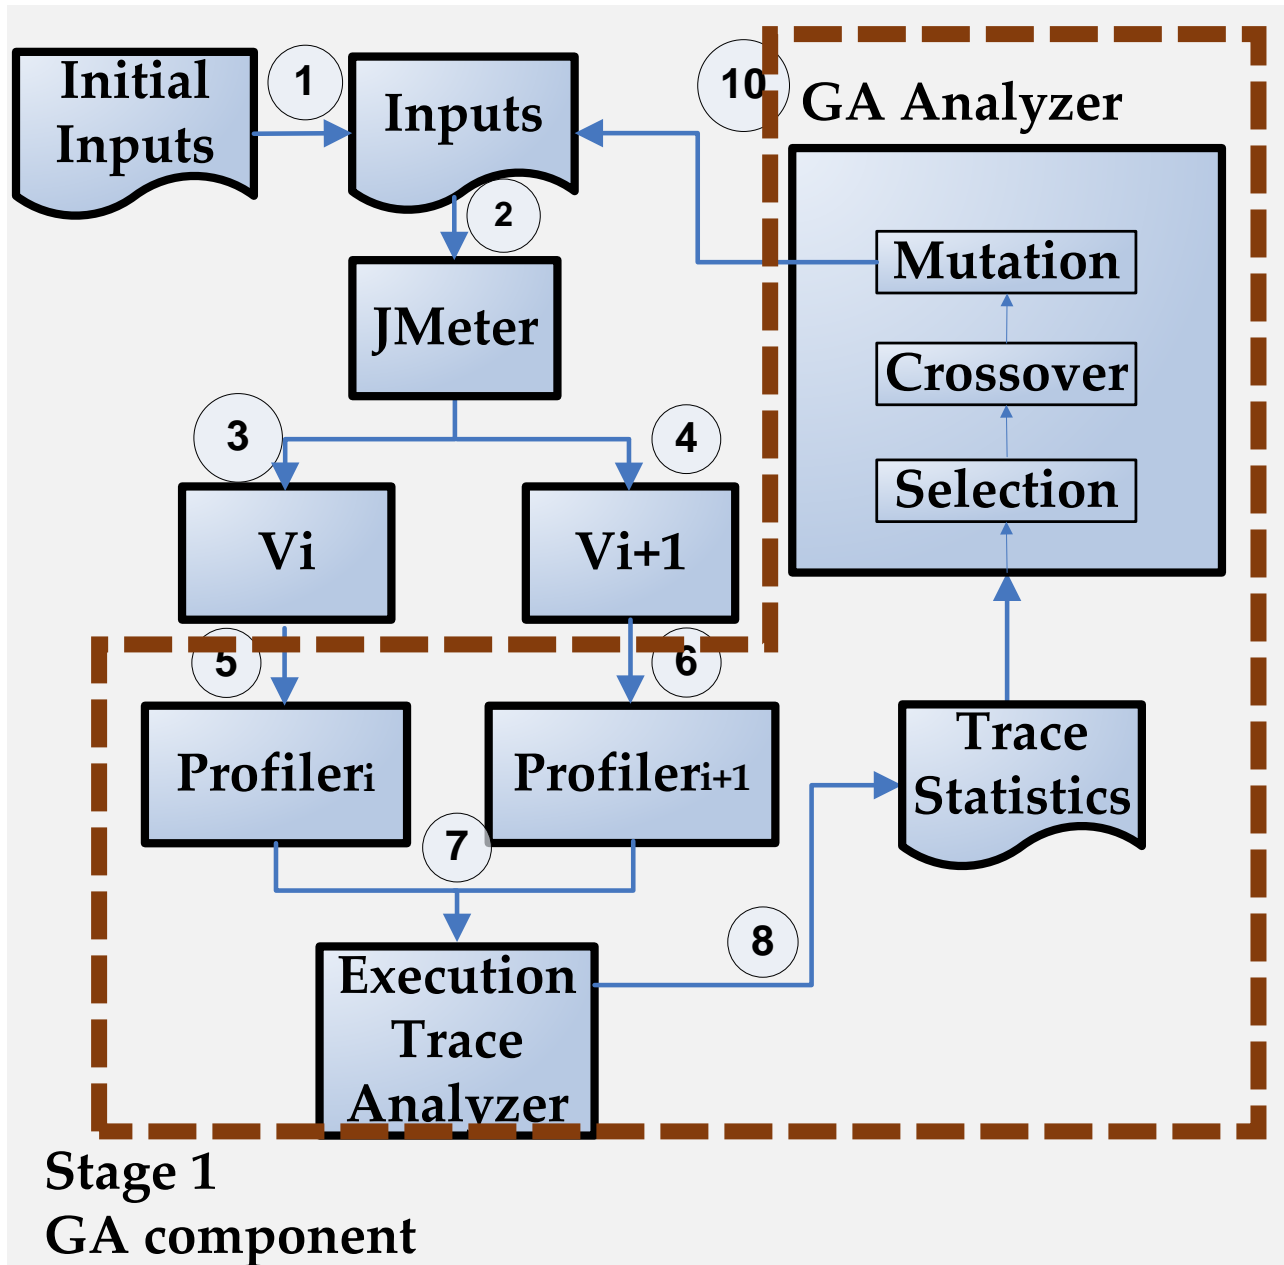 Initial
Inputs
1
Inputs
10
GA Analyzer
2
Mutation
JMeter
Crossover
3
4
Selection
Vi
Vi+1
5
6
Profileri
Profileri+1
Trace
Statistics
7
8
Execution
Trace
Analyzer
Stage 1
GA component